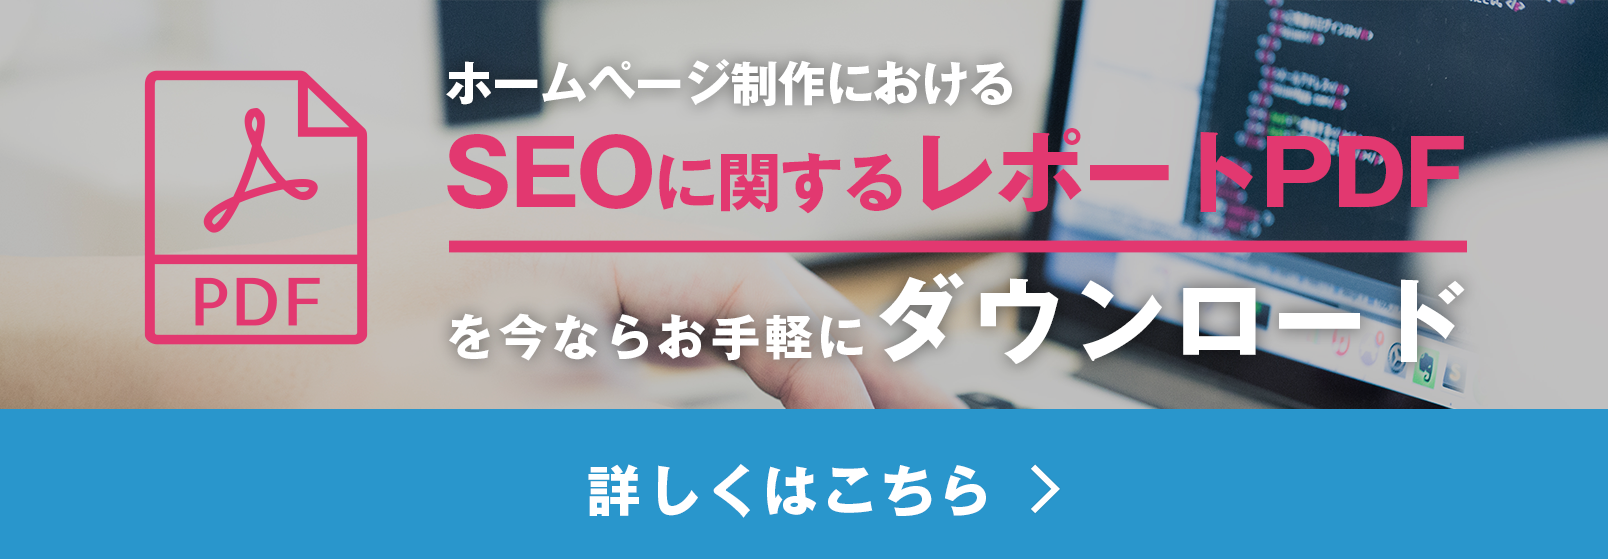 ホームページ制作における
SEOに関するレポートPDF
を今ならお手軽にダウンロード
PDF
詳しくはこちら